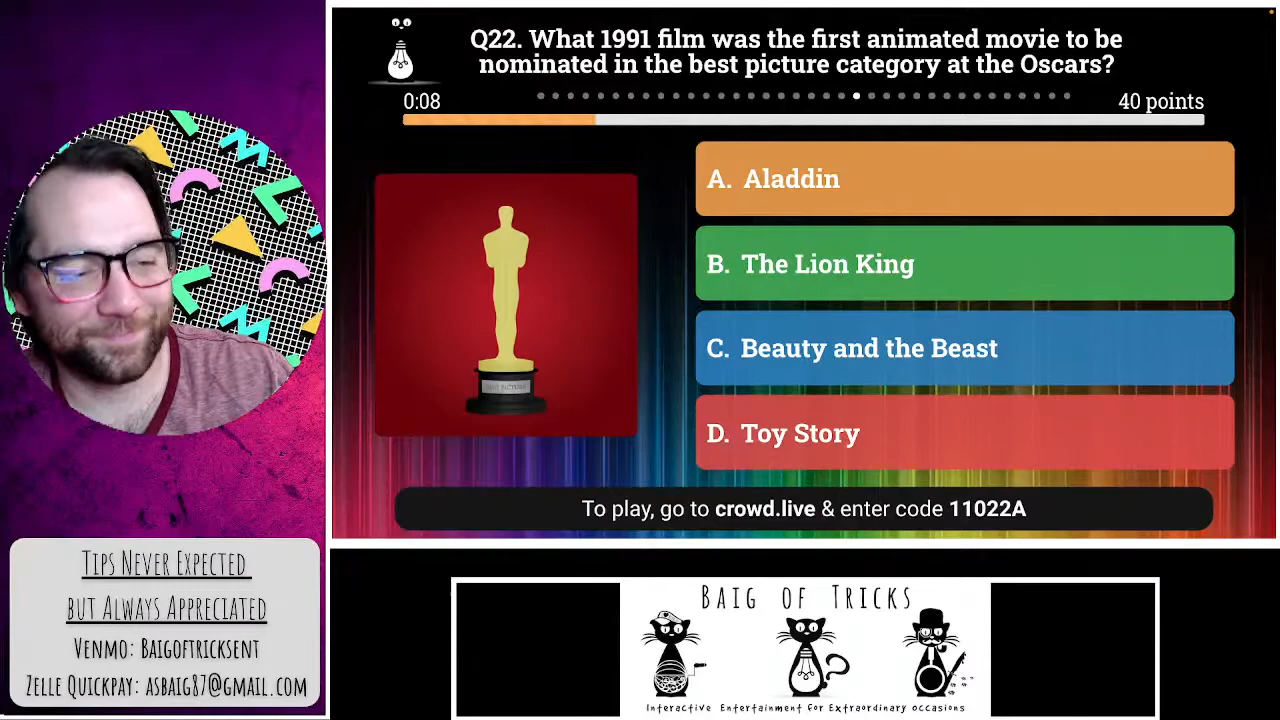 Q22. What 1991 film was the first animated movie to be
nominated in the best picture category at the Oscars?
0:08
40 points
A. Aladdin
B. The Lion King
C. Beauty and the Beast
D. Toy Story
To play, go to crowd.live & enter code 11022A
Tips Never Expected
but Always Appreciated
Venmo: Baigoftricksent
Zelle Quickpay: asbaig87@gmail.com
Baig of Tricks
Interactive Entertainment for Extraordinary Occasions